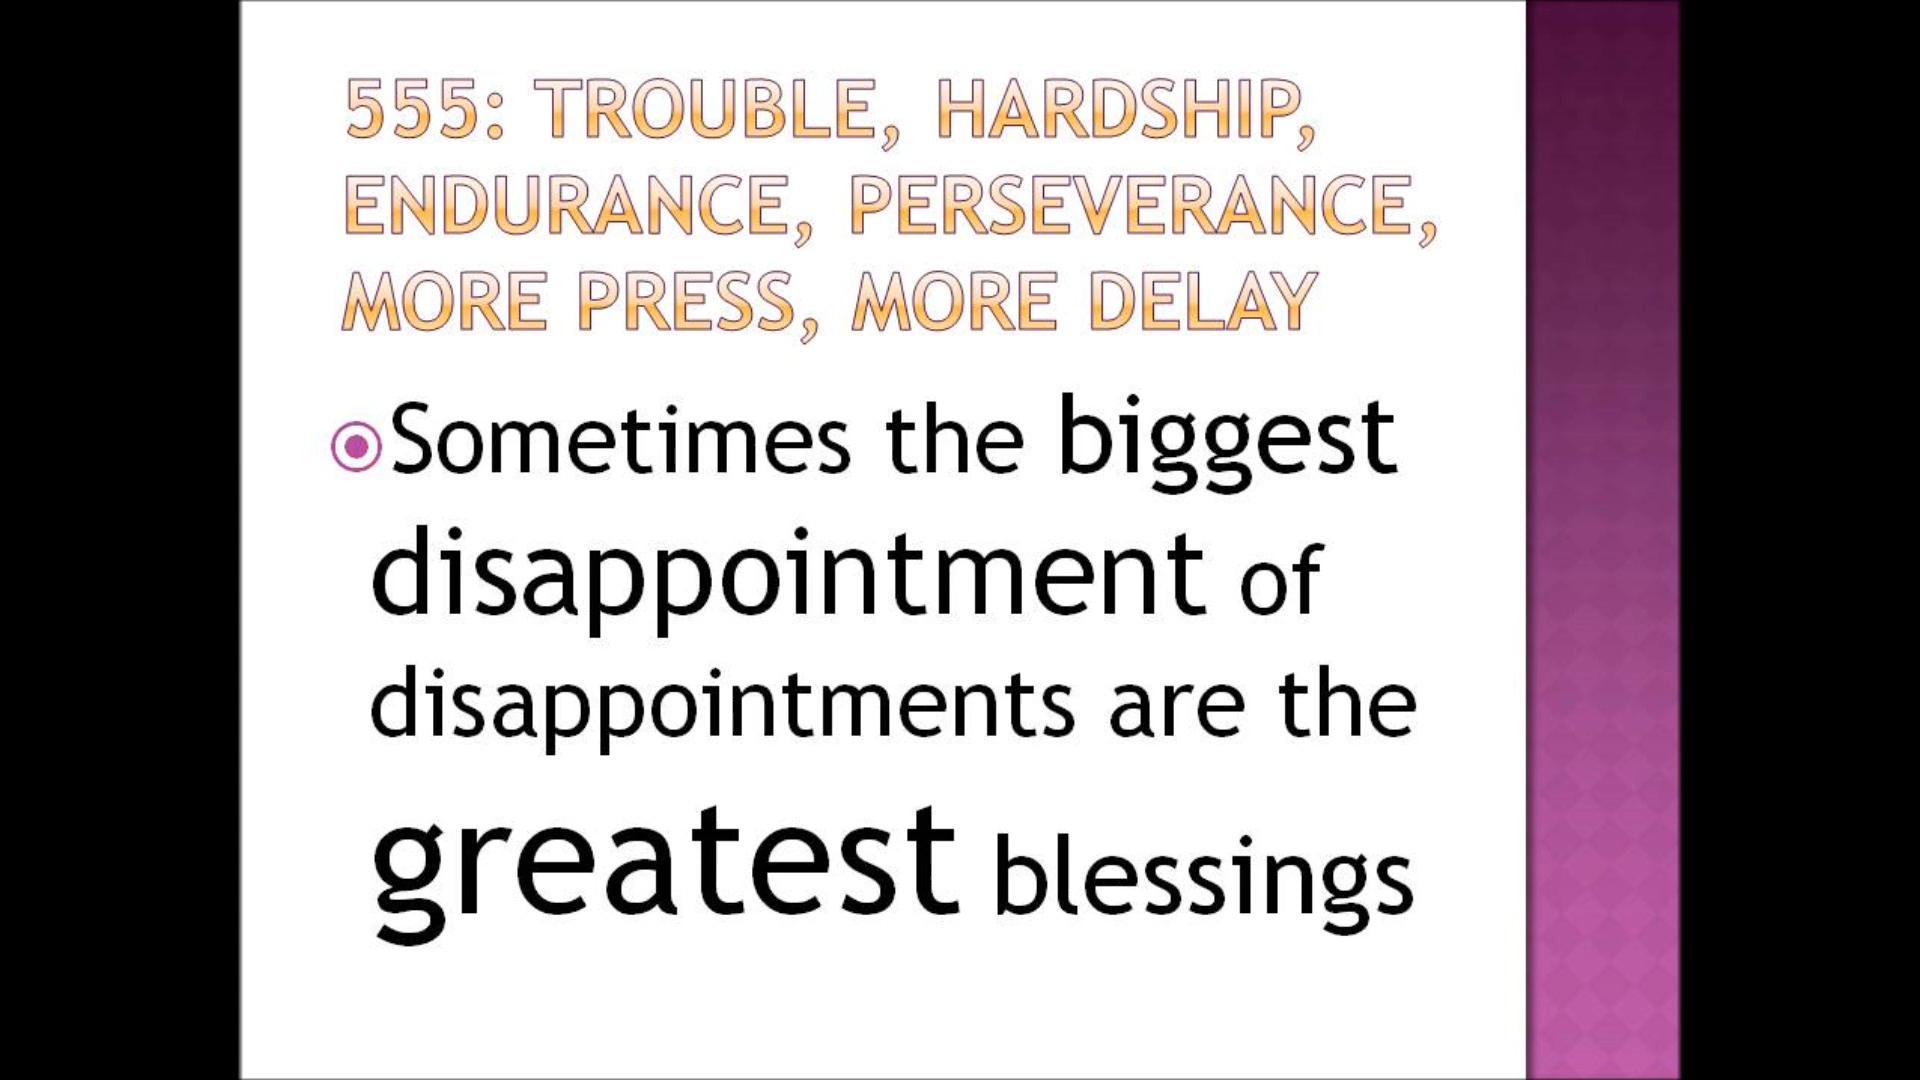 555: TROUBLE, HARDSHIP,
ENDURANCE, PERSEVERANCE,
MORE PRESS, MORE DELAY
Sometimes the biggest
disappointment of
disappointments are the
greatest blessings